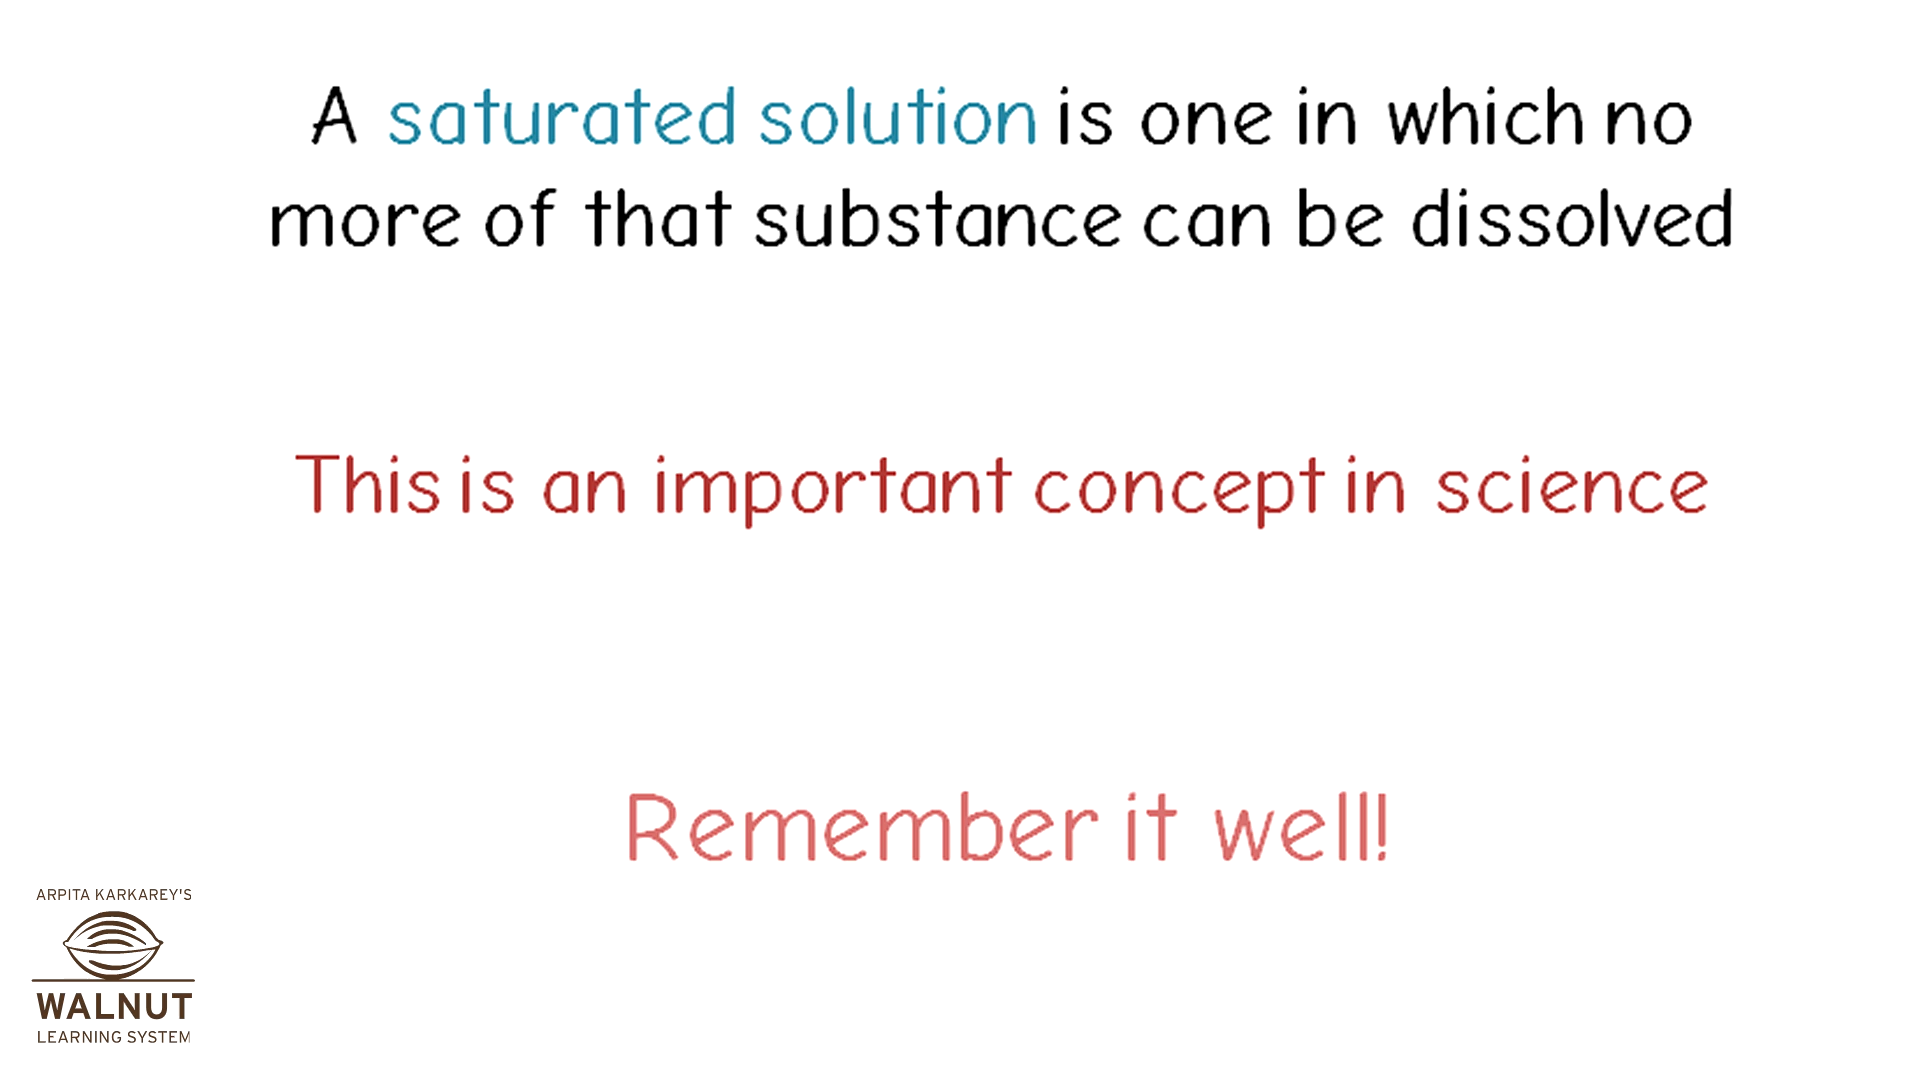 A saturated solution is one in which no
more of that substance can be dissolved
This is an important concept in science
Remember it well!
ARPITA KARKAREY'S
WALNUT
LEARNING SYSTEM